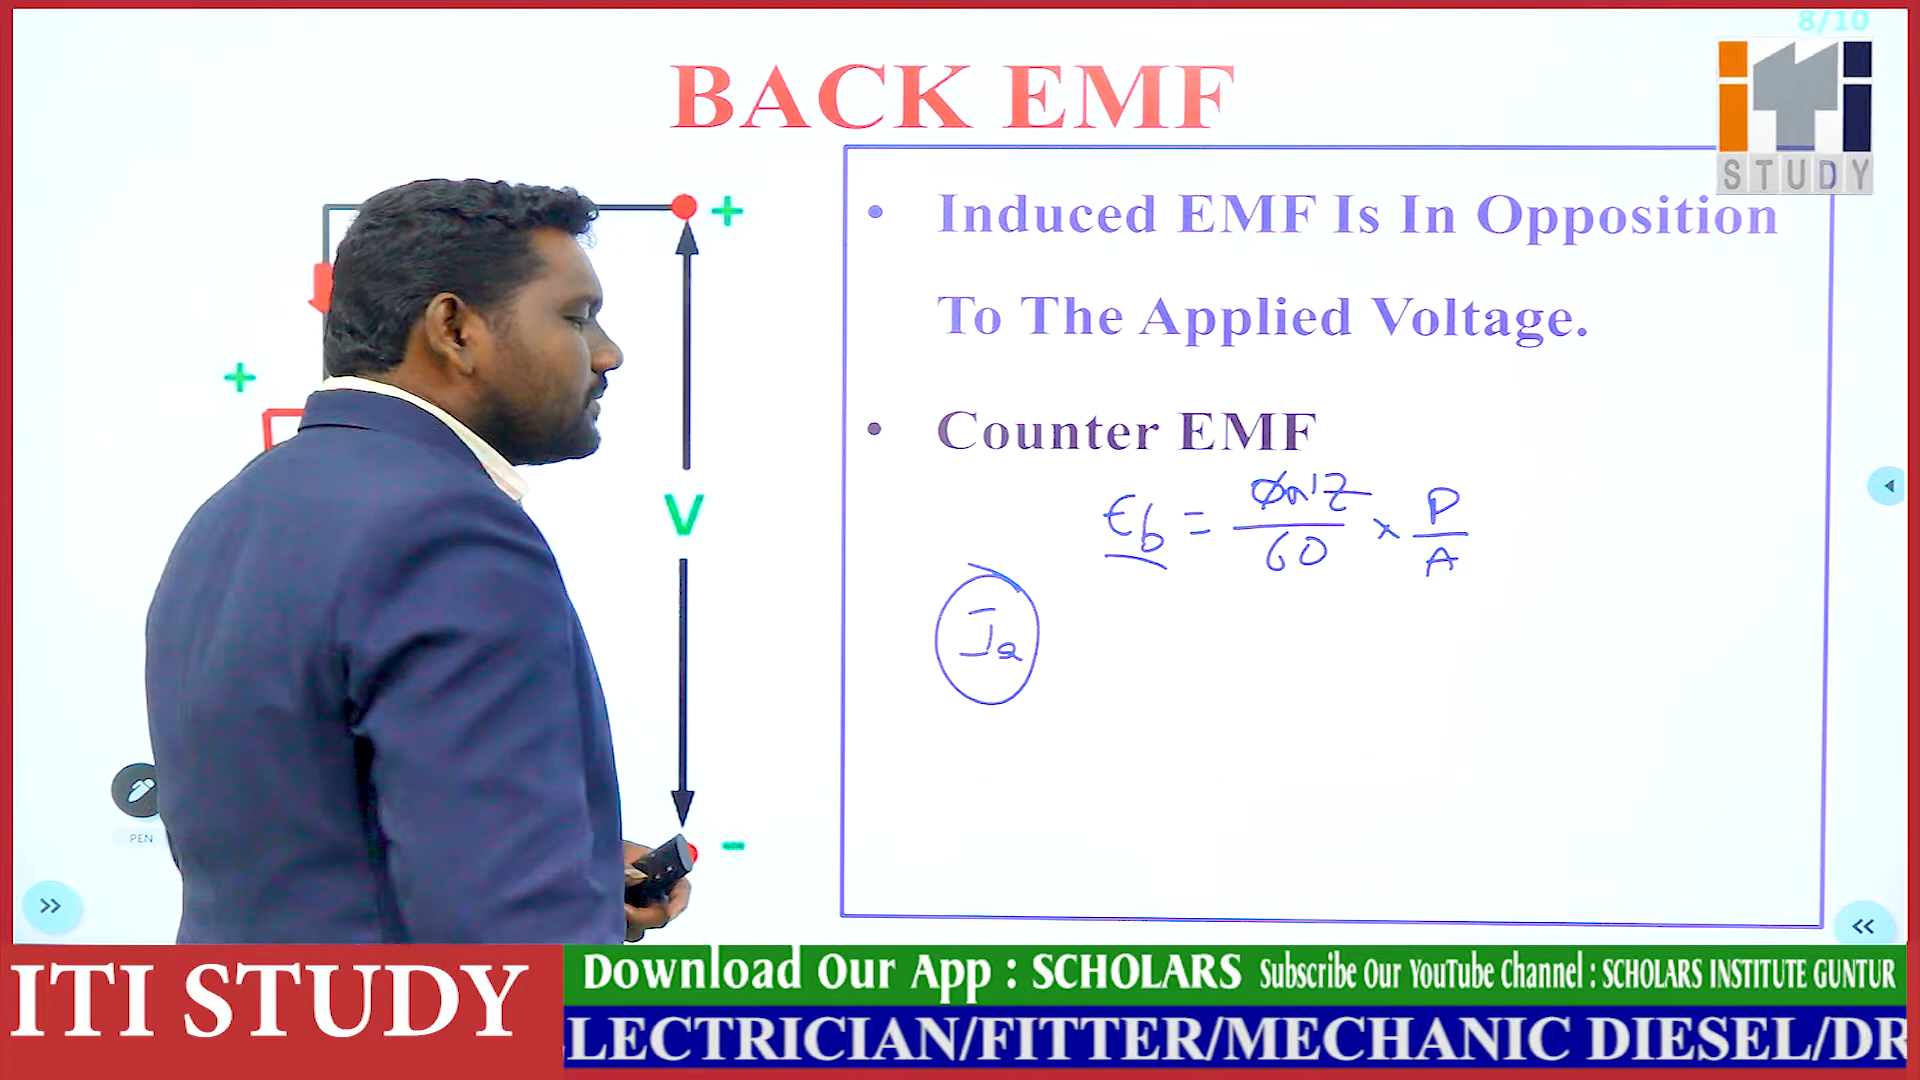 8/10
BACK EMF
iTi
STUDY
• Induced EMF Is In Opposition
To The Applied Voltage.
• Counter EMF
Eb = ϕnZ/60 × P/A
Ia
+
+
V
-
PEN
>>
<<
ITI STUDY
Download Our App : SCHOLARS Subscribe Our YouTube Channel : SCHOLARS INSTITUTE GUNTUR
LECTRICIAN/FITTER/MECHANIC DIESEL/DR